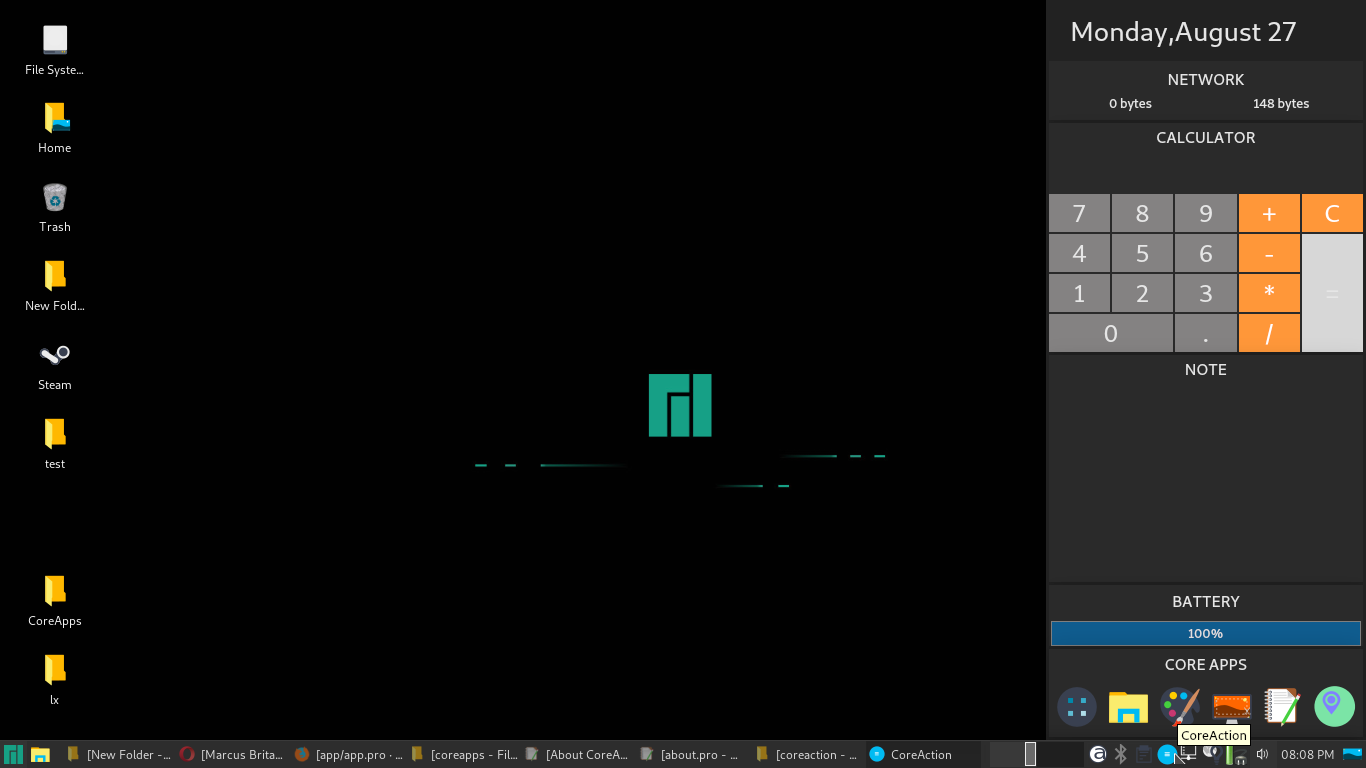 File Syste...
Home
Trash
New Fold...
Steam
test
CoreApps
lx
Monday,August 27
NETWORK
0 bytes 148 bytes
CALCULATOR
7 8 9 + C
4 5 6 -
1 2 3 * =
0 . /
NOTE
BATTERY
100%
CORE APPS
CoreAction
[New Folder -... [Marcus Brita... [app/app.pro · ... [coreapps - Fil... [About CoreA... [about.pro - ... [coreaction - ... CoreAction 08:08 PM